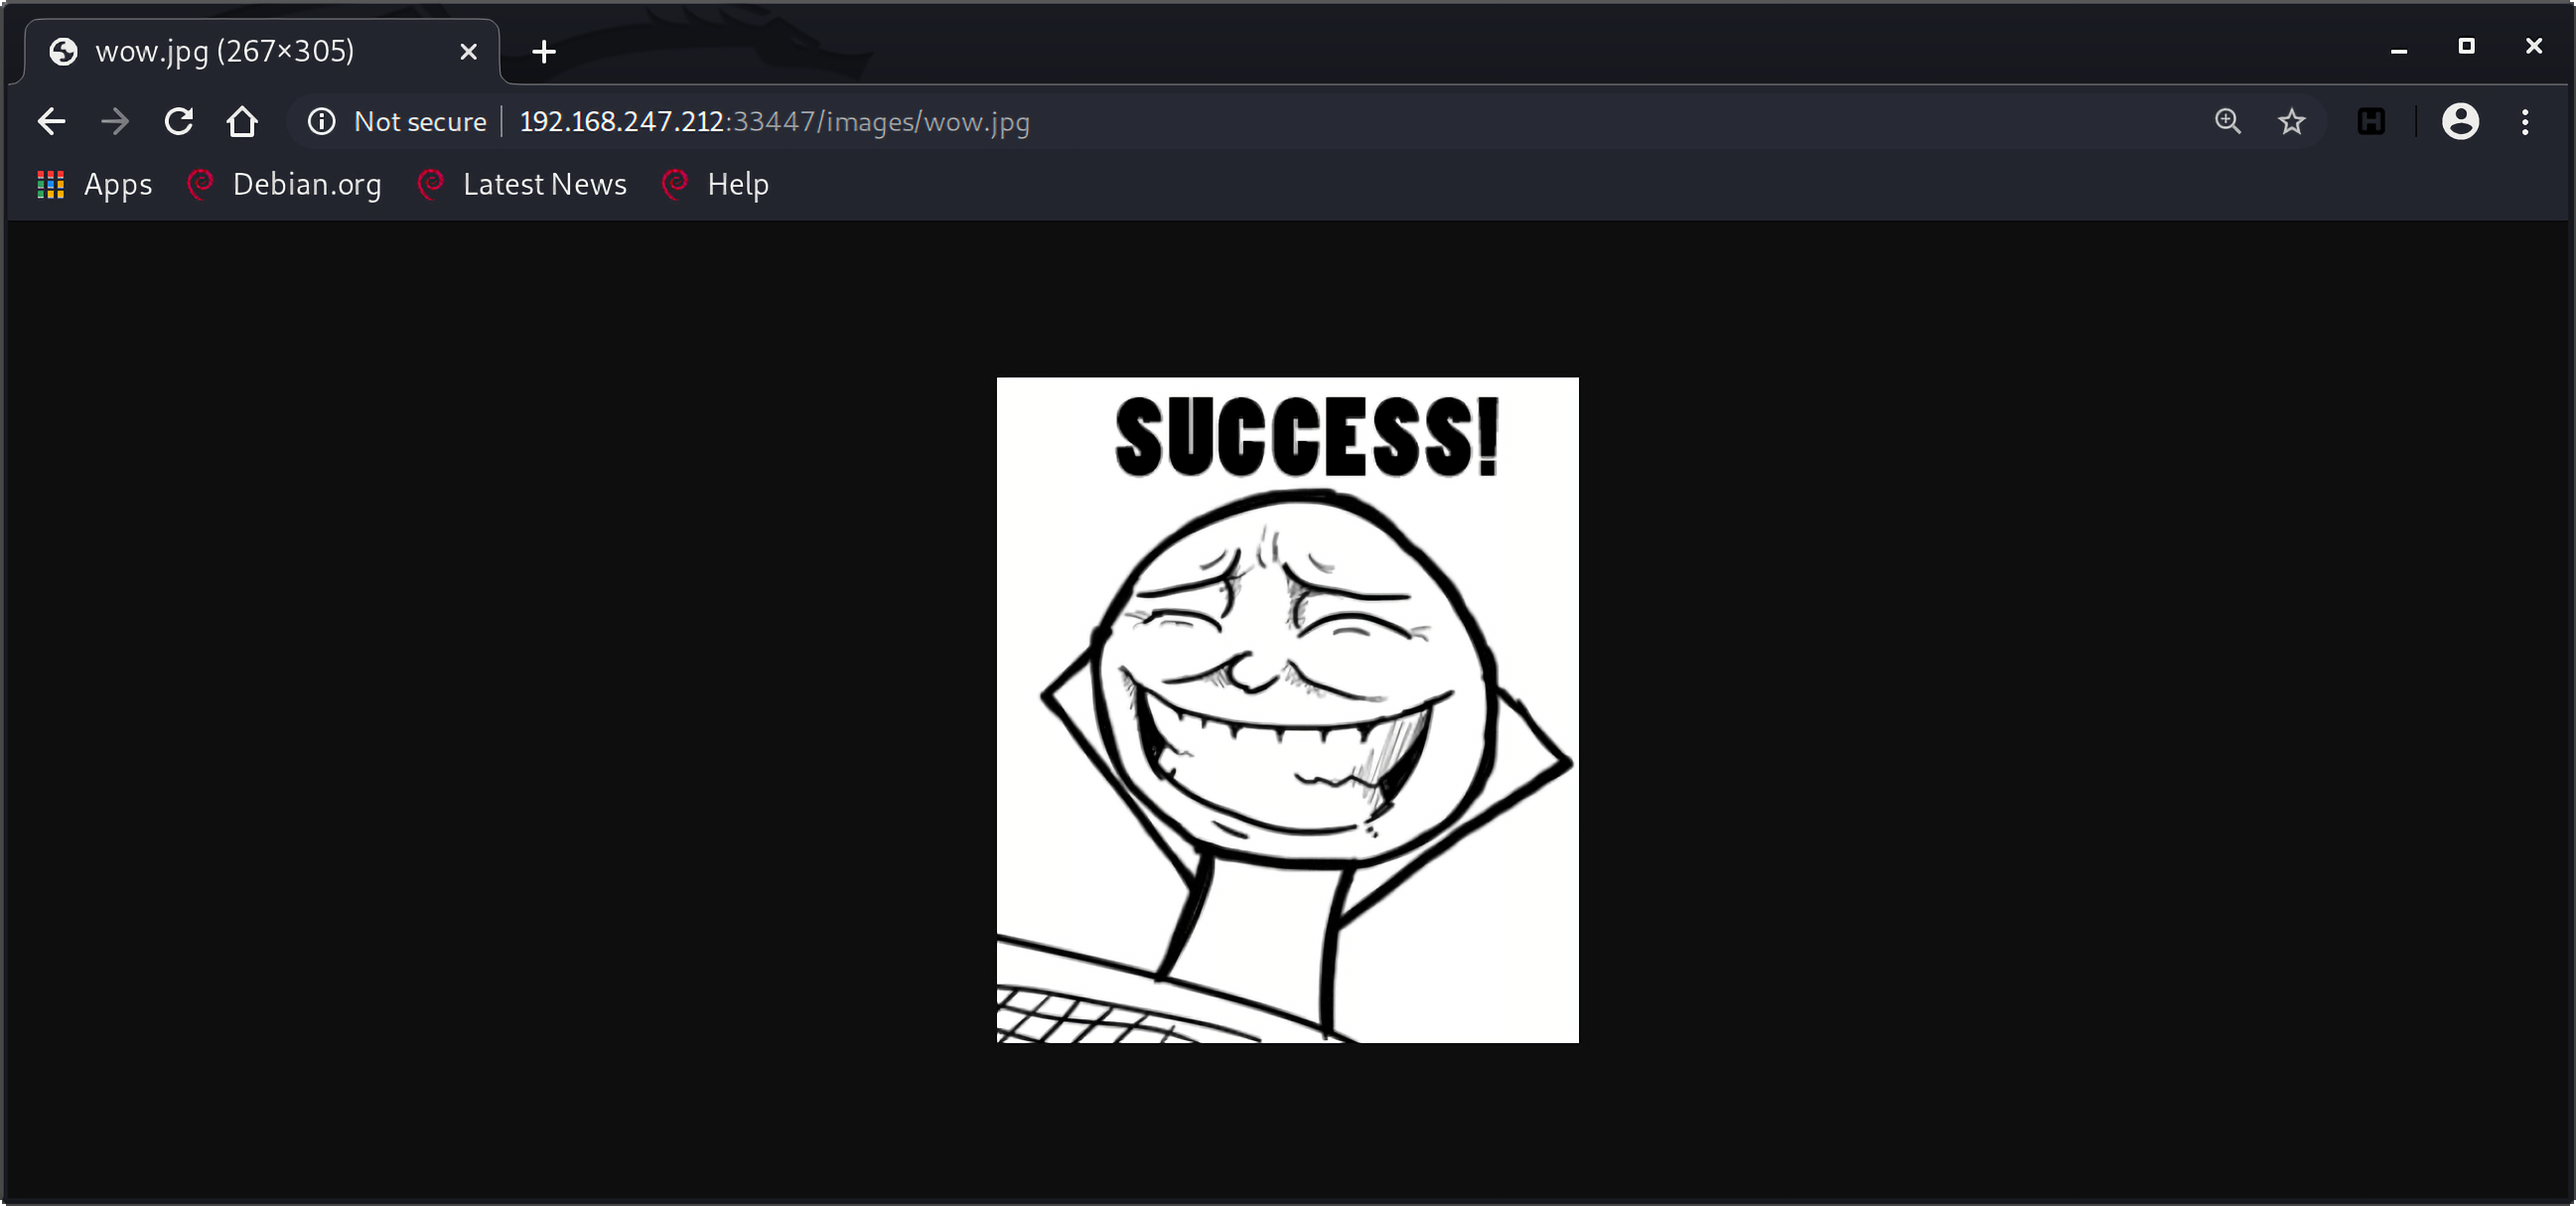 wow.jpg (267×305)
Not secure 192.168.247.212:33447/images/wow.jpg
Apps Debian.org Latest News Help
SUCCESS!